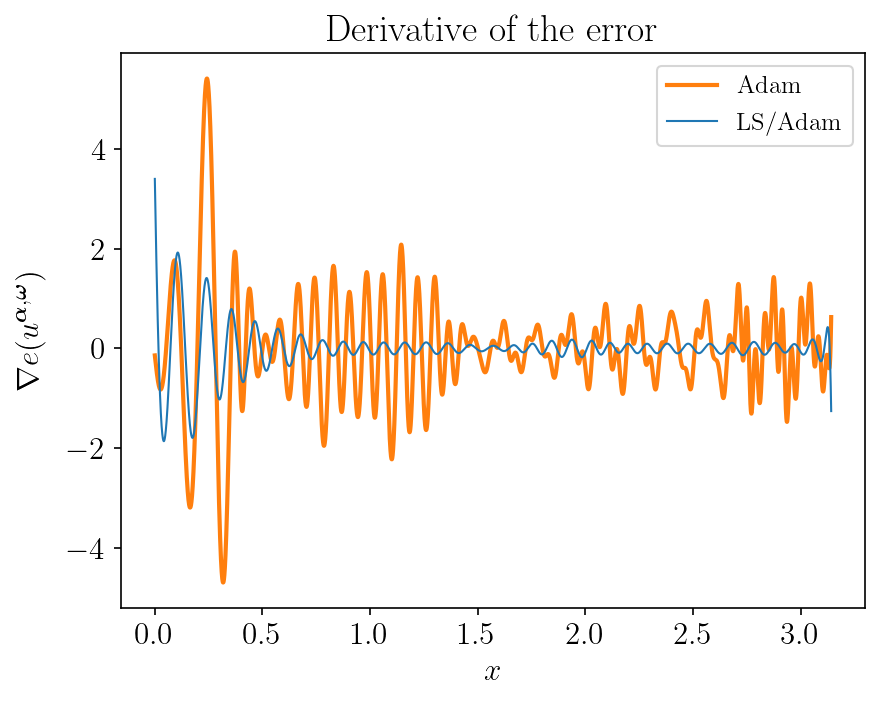 Derivative of the error
Adam
LS/Adam
4
2
0
−2
−4
∇e(u^{α,ω})
0.0 0.5 1.0 1.5 2.0 2.5 3.0
x